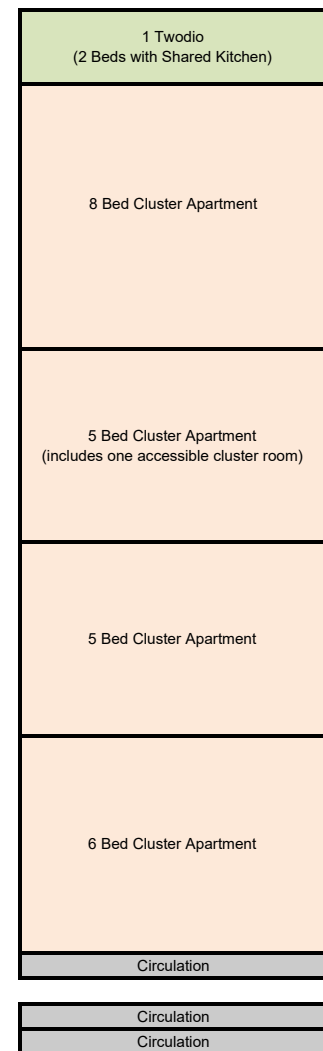 1 Twodio
(2 Beds with Shared Kitchen)
8 Bed Cluster Apartment
5 Bed Cluster Apartment
(includes one accessible cluster room)
5 Bed Cluster Apartment
6 Bed Cluster Apartment
Circulation
Circulation
Circulation